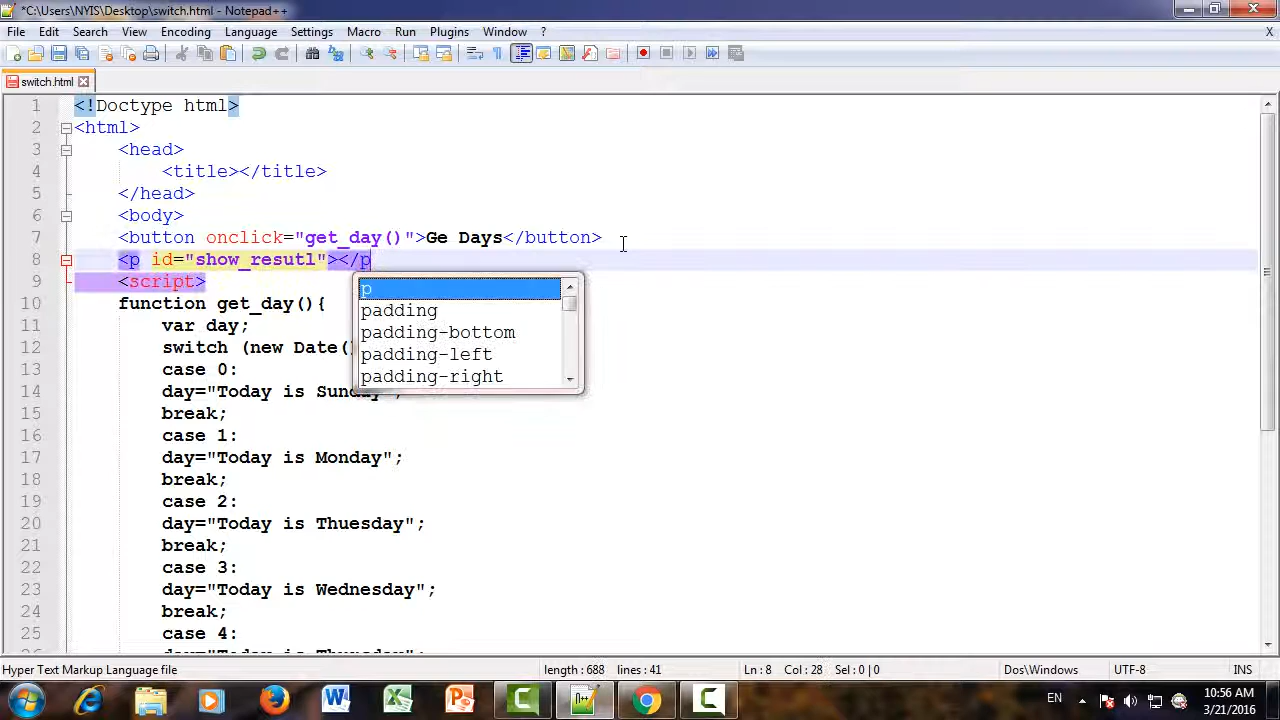 *C:\Users\NYIS\Desktop\switch.html - Notepad++
File Edit Search View Encoding Language Settings Macro Run Plugins Window ? X
switch.html
1 <!Doctype html>
2 <html>
3 <head>
4 <title></title>
5 </head>
6 <body>
7 <button onclick="get_day()">Ge Days</button>
8 <p id="show_resutl"></p
9 <script>
10 function get_day(){
11 var day;
12 switch (new Date()
13 case 0:
14 day="Today is Sunday";
15 break;
16 case 1:
17 day="Today is Monday";
18 break;
19 case 2:
20 day="Today is Thuesday";
21 break;
22 case 3:
23 day="Today is Wednesday";
24 break;
25 case 4:
p
padding
padding-bottom
padding-left
padding-right
Hyper Text Markup Language file length : 688 lines : 41 Ln : 8 Col : 28 Sel : 0 | 0 Dos\Windows UTF-8 INS
EN 10:56 AM
3/21/2016